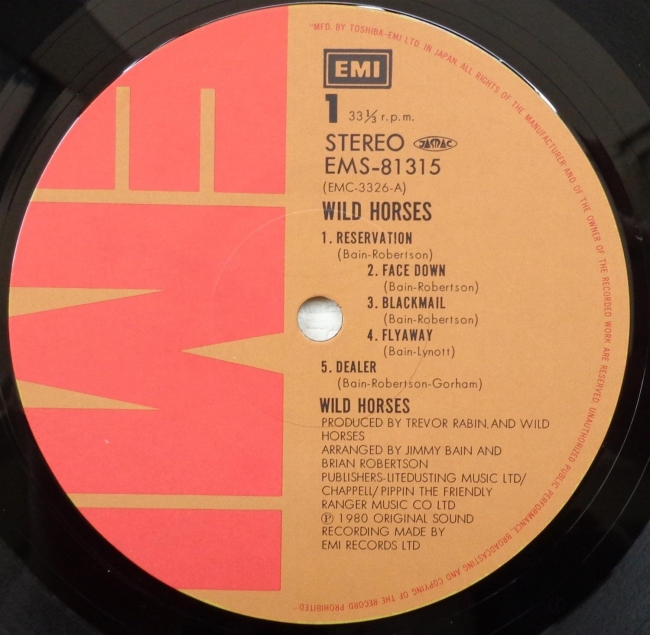 "MFD. BY TOSHIBA-EMI LTD. IN JAPAN ALL RIGHTS OF THE MANUFACTURER AND OF THE OWNER OF THE RECORDED WORK ARE RESERVED. UNAUTHORIZED PUBLIC PERFORMANCE, BROADCASTING AND COPYING OF THE RECORD PROHIBITED"
EMI
EMI
1 33⅓ r.p.m.
STEREO JASRAC
EMS-81315
(EMC-3326-A)
WILD HORSES
1. RESERVATION
(Bain-Robertson)
2. FACE DOWN
(Bain-Robertson)
3. BLACKMAIL
(Bain-Robertson)
4. FLYAWAY
(Bain-Lynott)
5. DEALER
(Bain-Robertson-Gorham)
WILD HORSES
PRODUCED BY TREVOR RABIN. AND WILD
HORSES
ARRANGED BY JIMMY BAIN AND
BRIAN ROBERTSON
PUBLISHERS-LITEDUSTING MUSIC LTD/
CHAPPELL/PIPPIN THE FRIENDLY
RANGER MUSIC CO LTD
Ⓟ 1980 ORIGINAL SOUND
RECORDING MADE BY
EMI RECORDS LTD